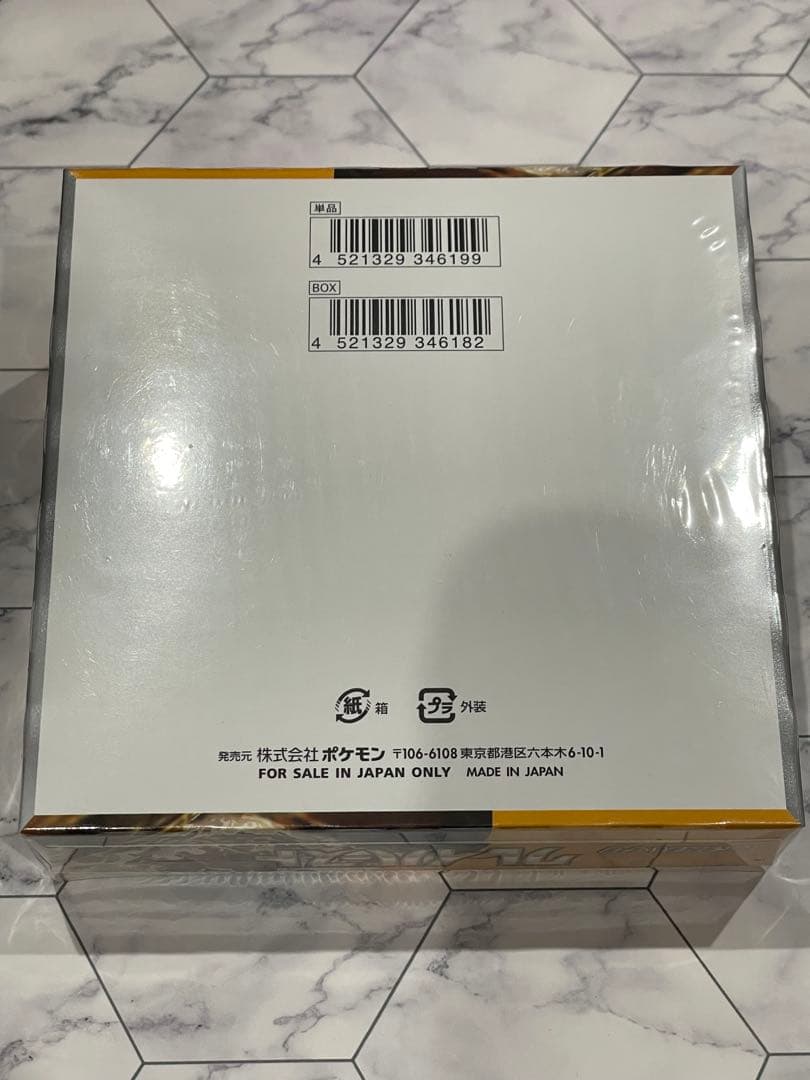 単品
4 521329 346199
BOX
4 521329 346182
紙 箱 プラ 外装
発売元 株式会社ポケモン 〒106-6108 東京都港区六本木6-10-1
FOR SALE IN JAPAN ONLY MADE IN JAPAN